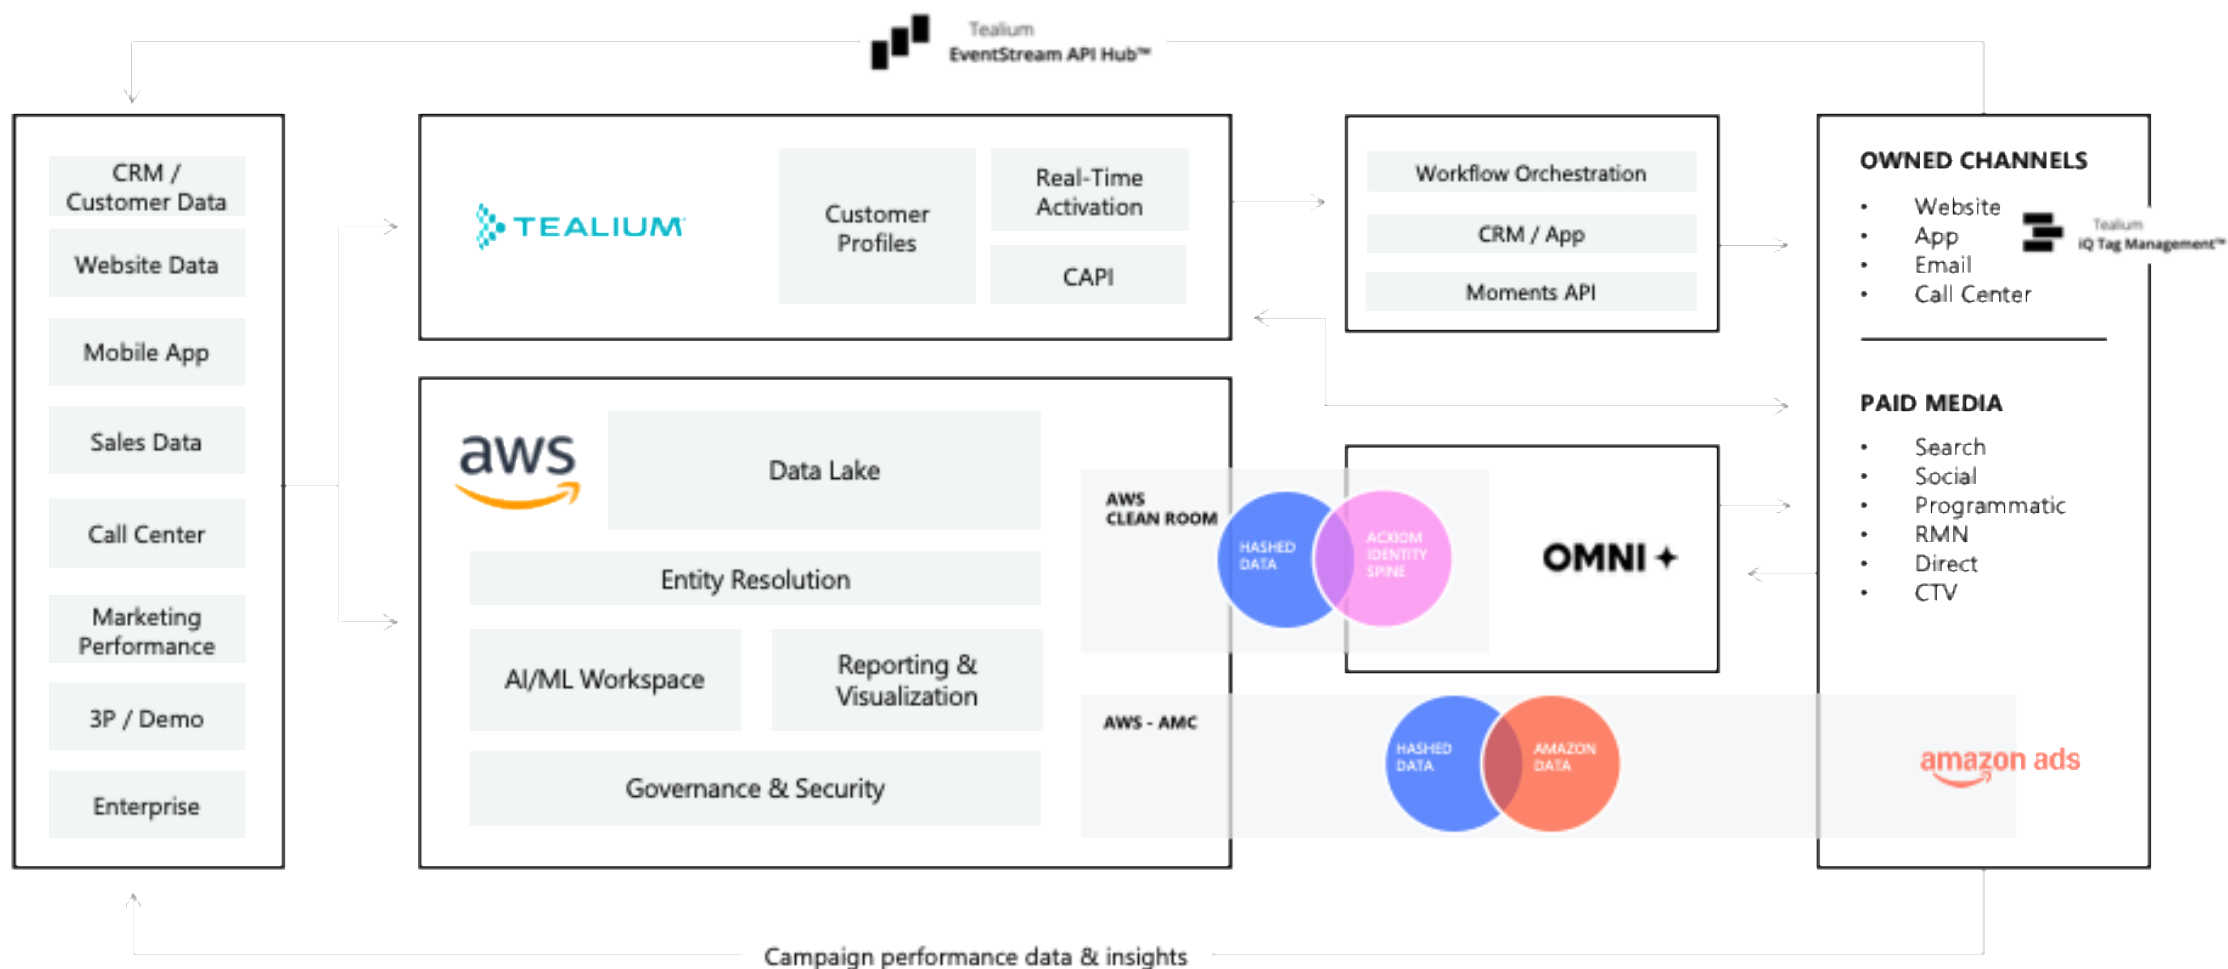 Tealium
EventStream API Hub™
CRM /
Customer Data
Website Data
Mobile App
Sales Data
Call Center
Marketing
Performance
3P / Demo
Enterprise
TEALIUM
Customer
Profiles
Real-Time
Activation
CAPI
Workflow Orchestration
CRM / App
Moments API
OWNED CHANNELS
• Website
• App
• Email
• Call Center
Tealium
iQ Tag Management™
PAID MEDIA
• Search
• Social
• Programmatic
• RMN
• Direct
• CTV
aws
Data Lake
Entity Resolution
AI/ML Workspace
Reporting &
Visualization
Governance & Security
AWS
CLEAN ROOM
HASHED
DATA
ACXIOM
IDENTITY
SPINE
OMNI
AWS - AMC
HASHED
DATA
AMAZON
DATA
amazon ads
Campaign performance data & insights